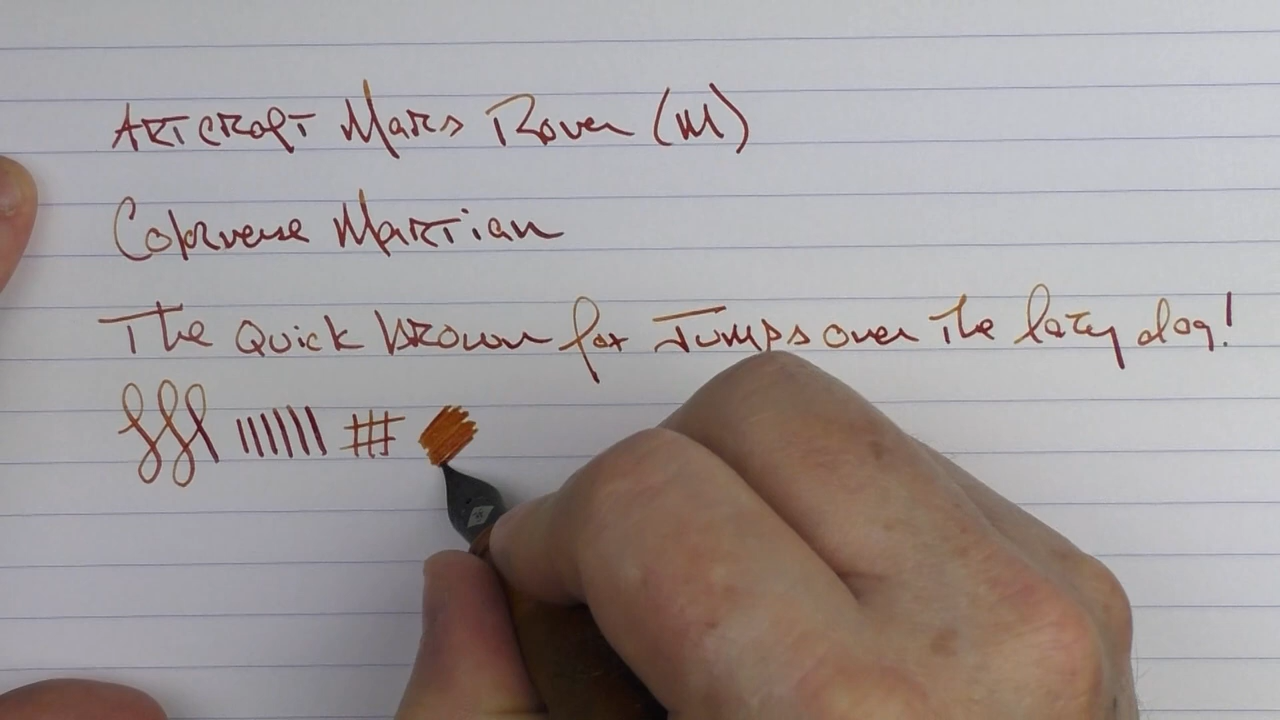 Artcraft Mars Rover (M)
Colorverse Martian
The Quick brown fox Jumps over The lazy dog!